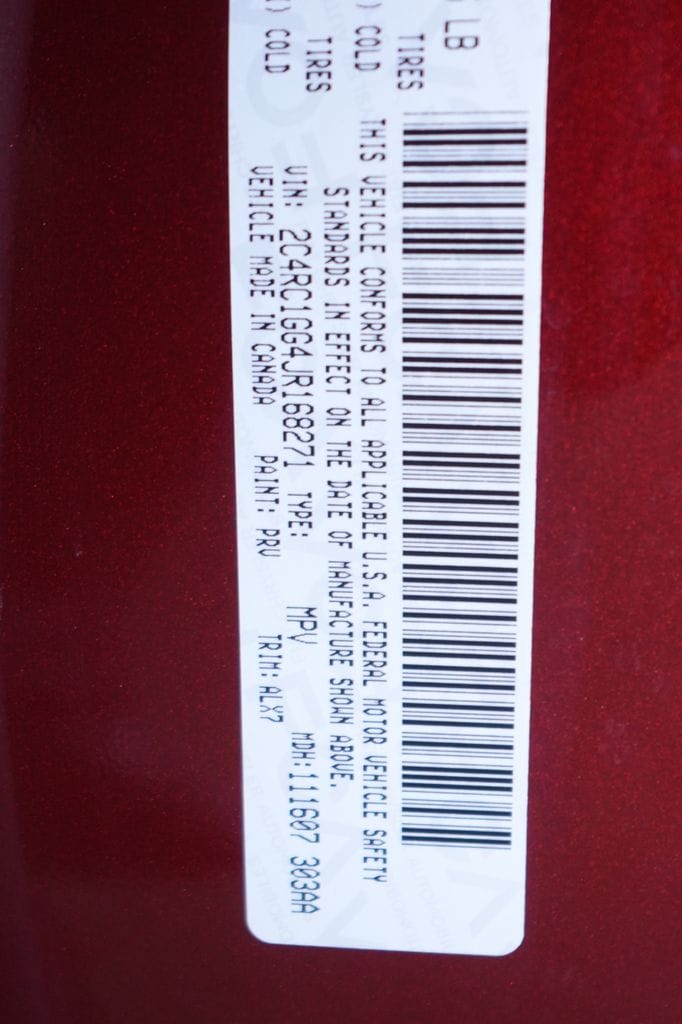 LB
TIRES
) COLD
TIRES
) COLD
THIS VEHICLE CONFORMS TO ALL APPLICABLE U.S.A. FEDERAL MOTOR VEHICLE SAFETY
STANDARDS IN EFFECT ON THE DATE OF MANUFACTURE SHOWN ABOVE.
VIN: 2C4RC1GG4JR168271 TYPE: MPV MDH:111607 303AA
VEHICLE MADE IN CANADA PAINT: PRV TRIM:ALX7